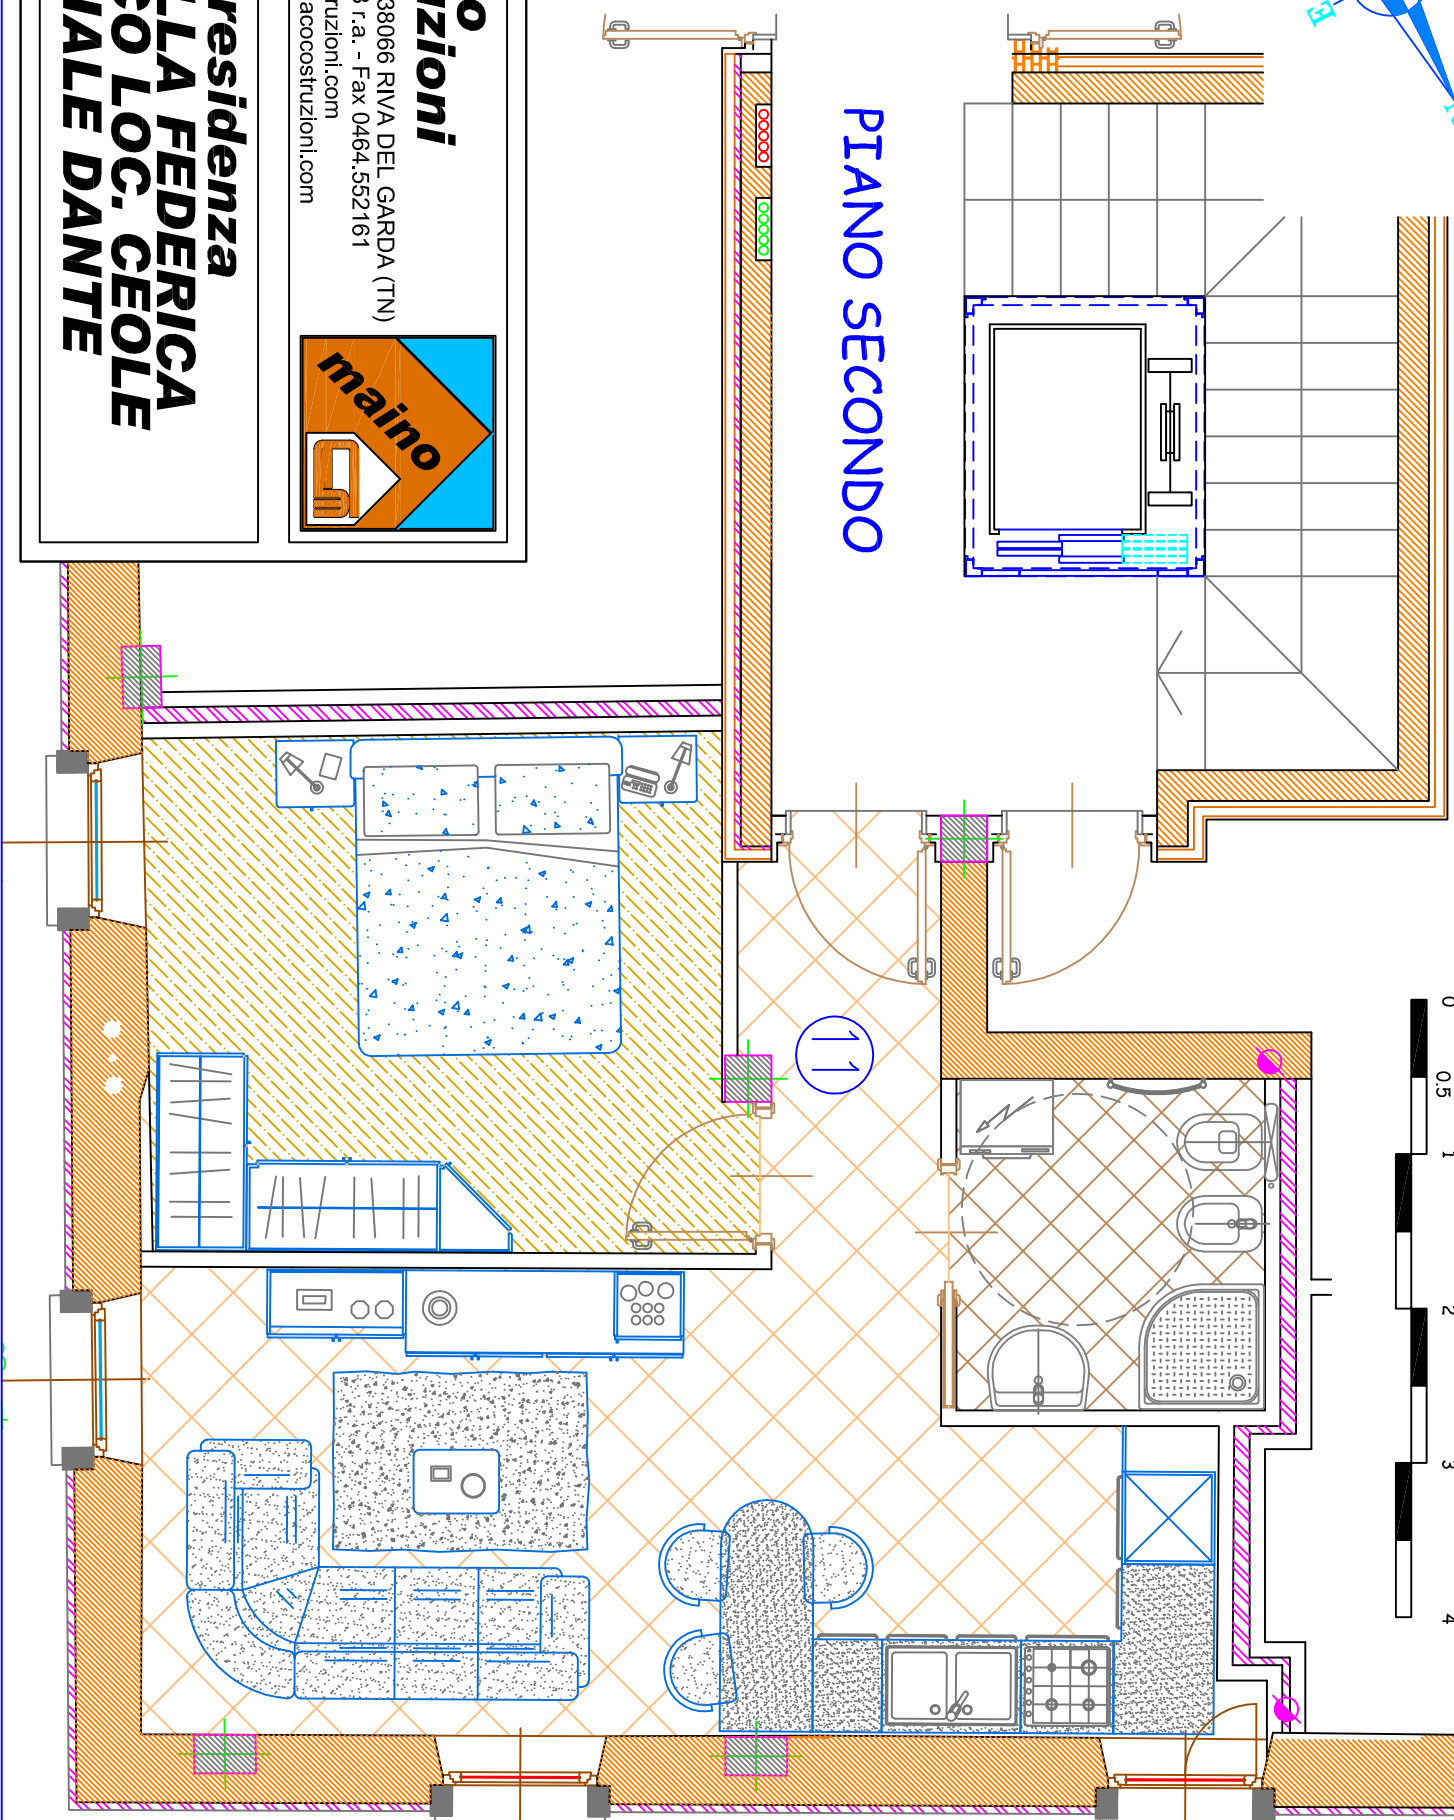 o
uzioni
38066 RIVA DEL GARDA (TN)
r.a. - Fax 0464.552161
ruzioni.com
acocostruzioni.com
maino
residenza
LLA FEDERICA
CO LOC. CEOLE
IALE DANTE
PIANO SECONDO
11
E
0
0.5
1
2
3
4